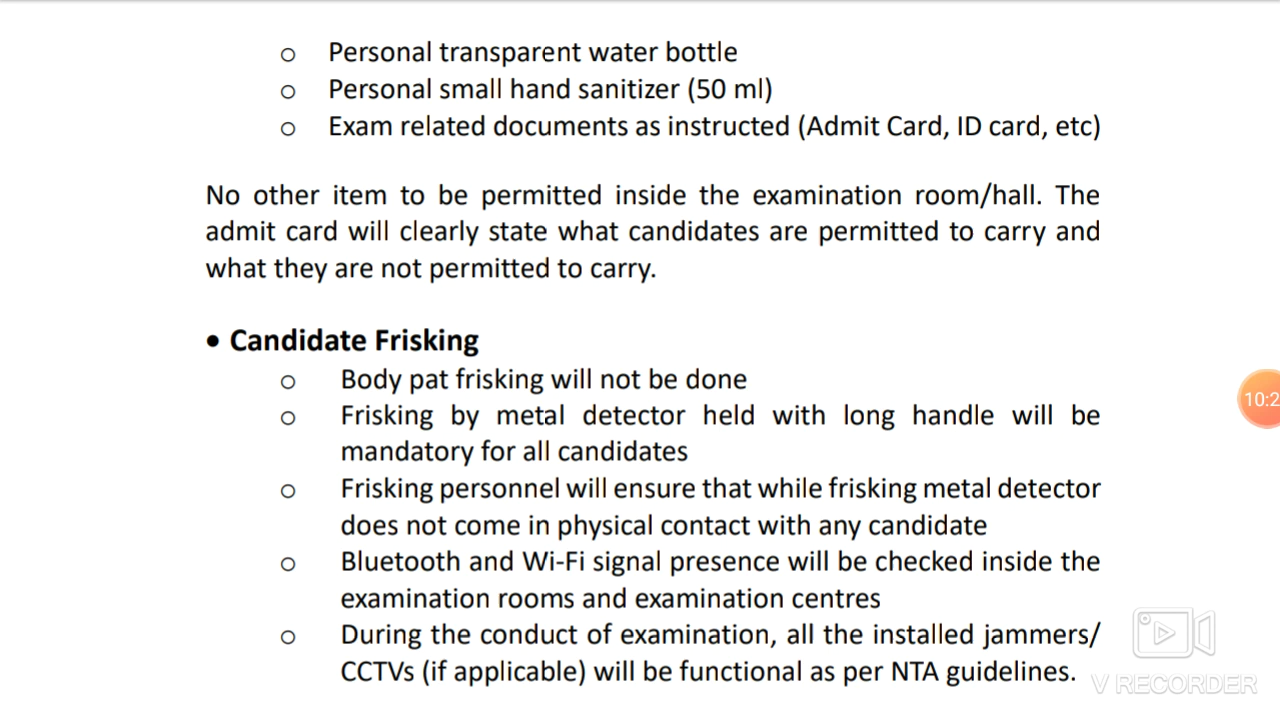 o Personal transparent water bottle
o Personal small hand sanitizer (50 ml)
o Exam related documents as instructed (Admit Card, ID card, etc)
No other item to be permitted inside the examination room/hall. The
admit card will clearly state what candidates are permitted to carry and
what they are not permitted to carry.
• Candidate Frisking
o Body pat frisking will not be done
o Frisking by metal detector held with long handle will be
mandatory for all candidates
o Frisking personnel will ensure that while frisking metal detector
does not come in physical contact with any candidate
o Bluetooth and Wi-Fi signal presence will be checked inside the
examination rooms and examination centres
o During the conduct of examination, all the installed jammers/
CCTVs (if applicable) will be functional as per NTA guidelines.
10:2
V RECORDER